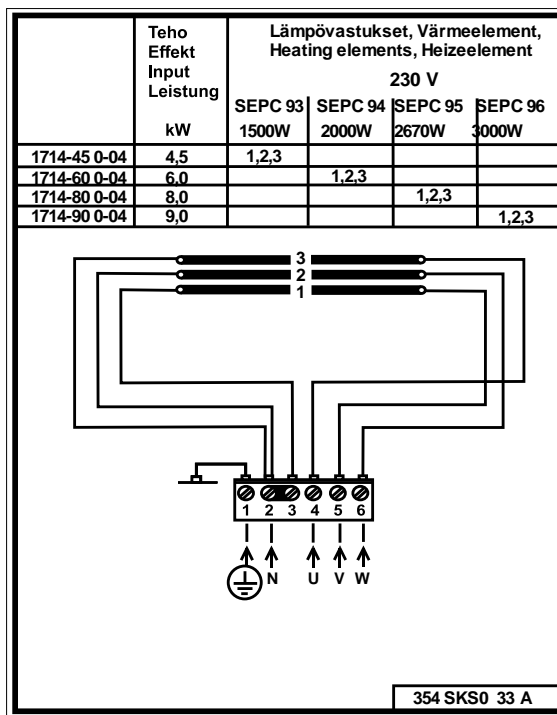 Teho
Effekt
Input
Leistung
kW
Lämpövastukset, Värmeelement,
Heating elements, Heizeelement
230 V
SEPC 93 SEPC 94 SEPC 95 SEPC 96
1500W 2000W 2670W 3000W
1714-45 0-04 4,5 1,2,3
1714-60 0-04 6,0 1,2,3
1714-80 0-04 8,0 1,2,3
1714-90 0-04 9,0 1,2,3
3
2
1
1 2 3 4 5 6
N U V W
354 SKS0 33 A